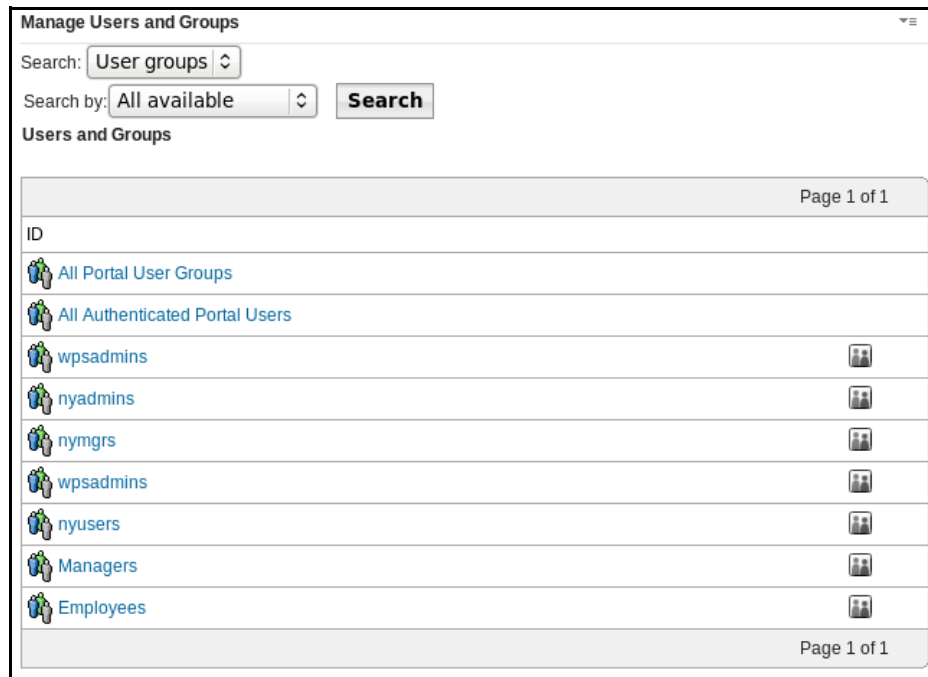 Manage Users and Groups
Search: User groups
Search by: All available Search
Users and Groups
Page 1 of 1
ID
All Portal User Groups
All Authenticated Portal Users
wpsadmins
nyadmins
nymgrs
wpsadmins
nyusers
Managers
Employees
Page 1 of 1